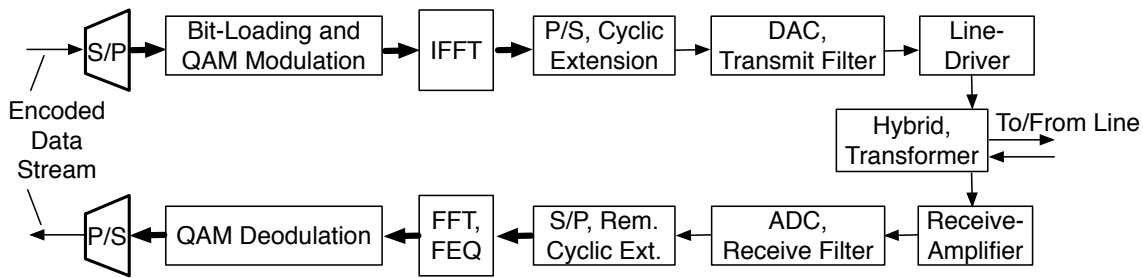 S/P
Bit-Loading and
QAM Modulation
IFFT
P/S, Cyclic
Extension
DAC,
Transmit Filter
Line-
Driver
Encoded
Data
Stream
Hybrid,
Transformer
To/From Line
P/S
QAM Deodulation
FFT,
FEQ
S/P, Rem.
Cyclic Ext.
ADC,
Receive Filter
Receive-
Amplifier